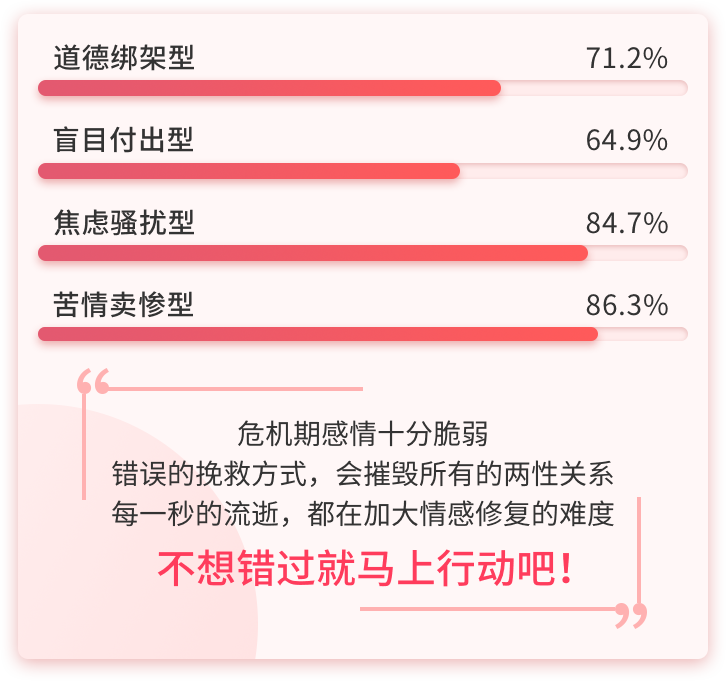 道德绑架型 71.2%
盲目付出型 64.9%
焦虑骚扰型 84.7%
苦情卖惨型 86.3%
“
危机期感情十分脆弱
错误的挽救方式，会摧毁所有的两性关系
每一秒的流逝，都在加大情感修复的难度
不想错过就马上行动吧！
”